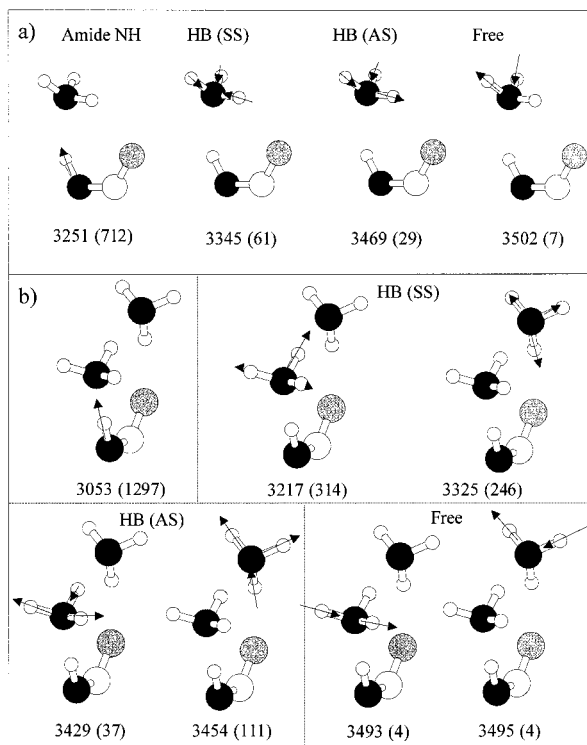 a) Amide NH HB (SS) HB (AS) Free
3251 (712) 3345 (61) 3469 (29) 3502 (7)
b) HB (SS)
3053 (1297) 3217 (314) 3325 (246)
HB (AS) Free
3429 (37) 3454 (111) 3493 (4) 3495 (4)